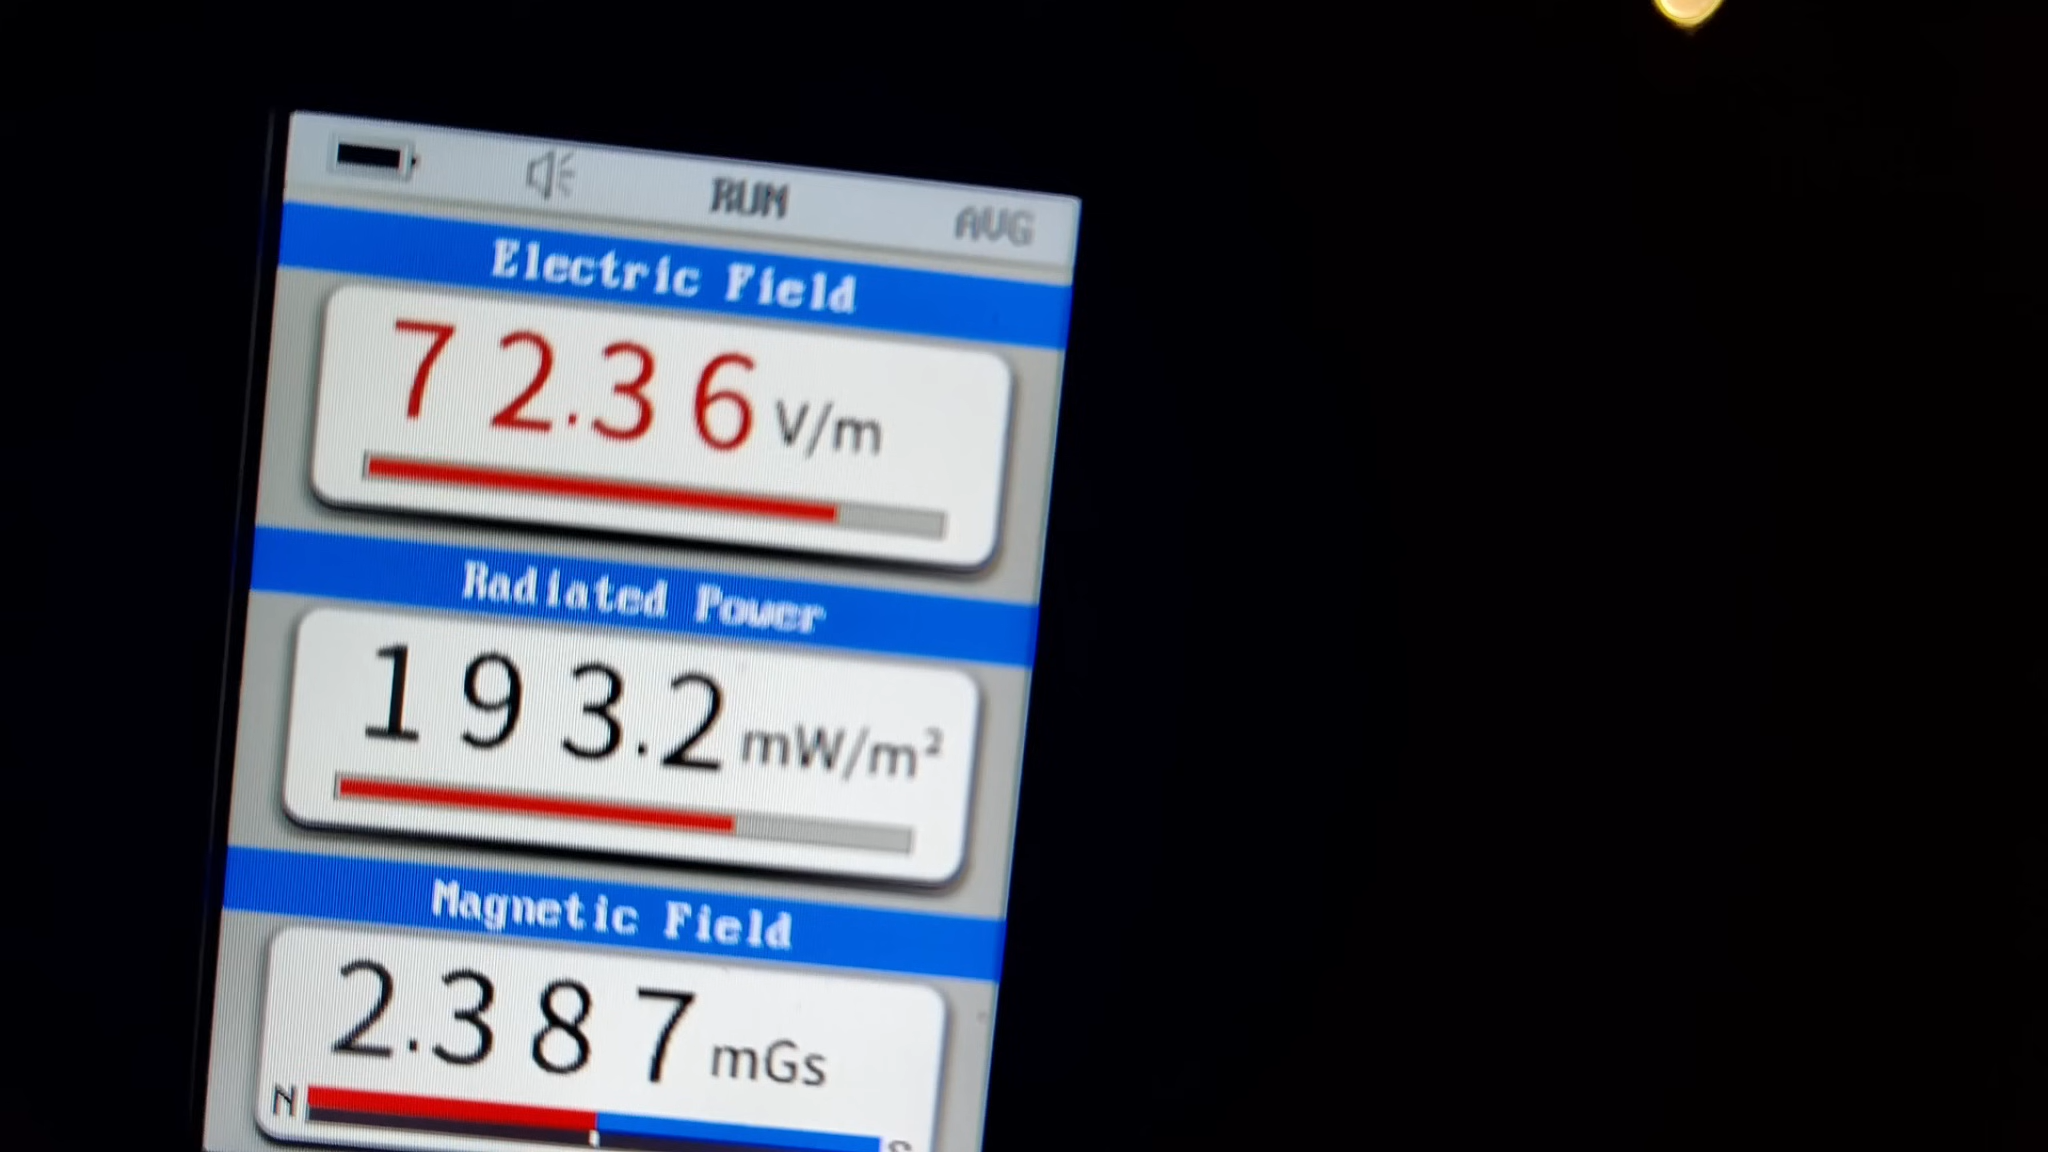 RUN AVG
Electric Field
72.36 V/m
Radiated Power
193.2 mW/m²
Magnetic Field
2.387 mGs
N